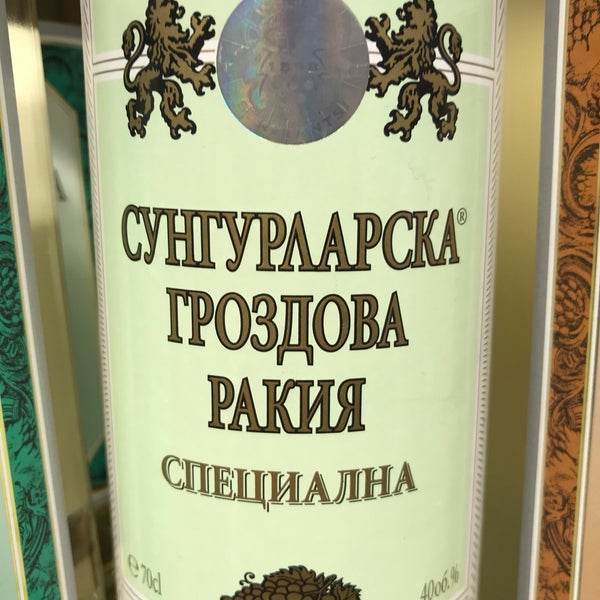 СУНГУРЛАРСКА®
ГРОЗДОВА
РАКИЯ
СПЕЦИАЛНА
℮ 70cl
40об.%